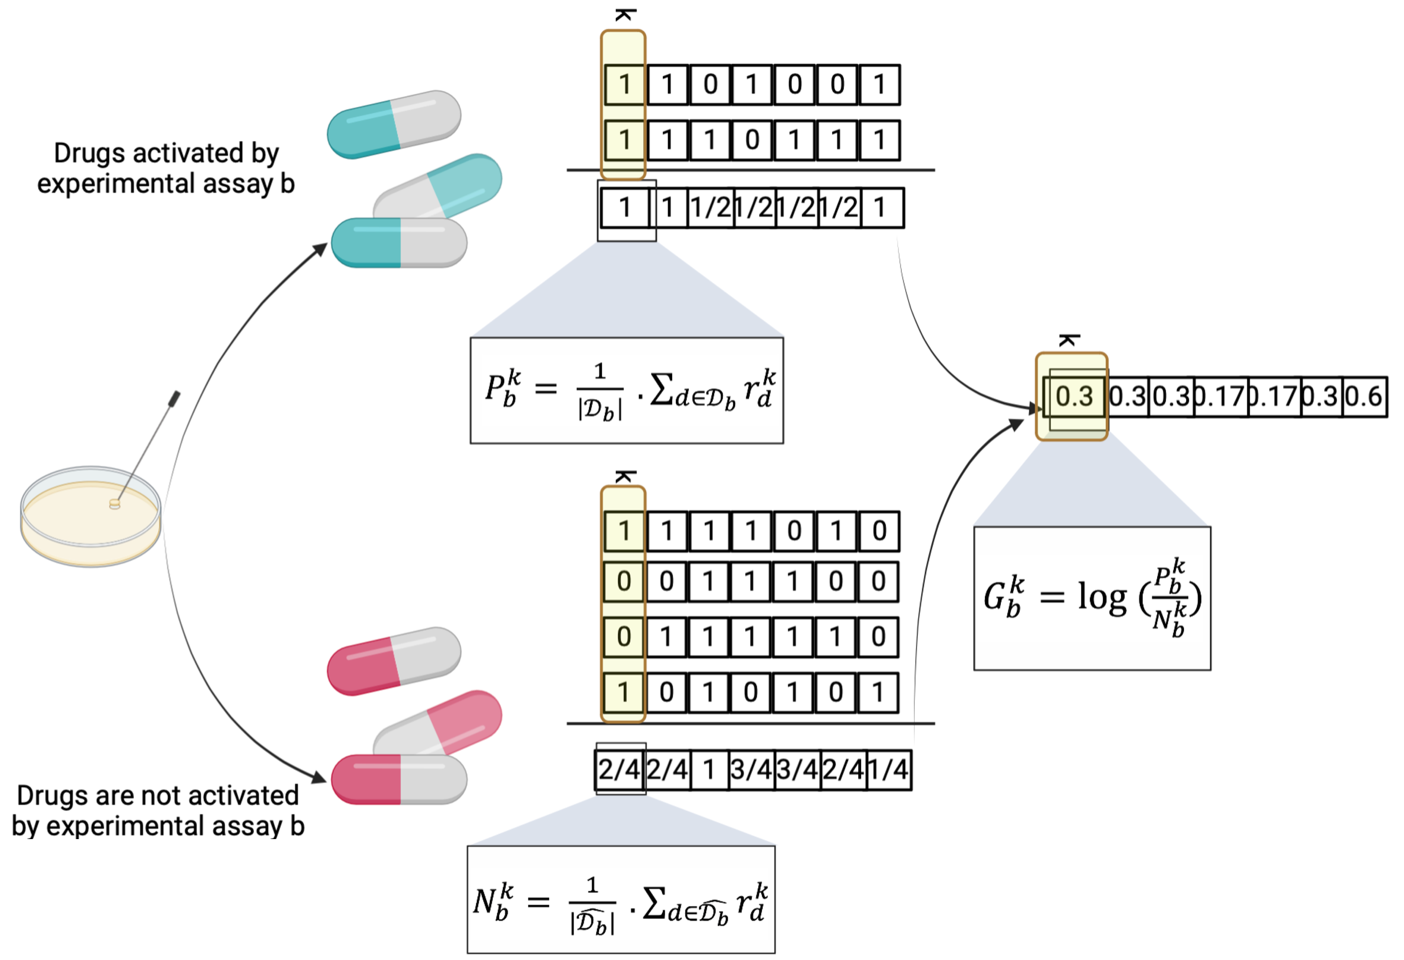 k
1 1 0 1 0 0 1
1 1 1 0 1 1 1
1 1 1/2 1/2 1/2 1/2 1
Drugs activated by
experimental assay b
P_b^k = \frac{1}{|\mathcal{D}_b|} . \sum_{d \in \mathcal{D}_b} r_d^k
k
0.3 0.3 0.3 0.17 0.17 0.3 0.6
G_b^k = \log (\frac{P_b^k}{N_b^k})
k
1 1 1 1 0 1 0
0 0 1 1 1 0 0
0 1 1 1 1 1 0
1 0 1 0 1 0 1
2/4 2/4 1 3/4 3/4 2/4 1/4
Drugs are not activated
by experimental assay b
N_b^k = \frac{1}{|\widehat{\mathcal{D}_b}|} . \sum_{d \in \widehat{\mathcal{D}_b}} r_d^k